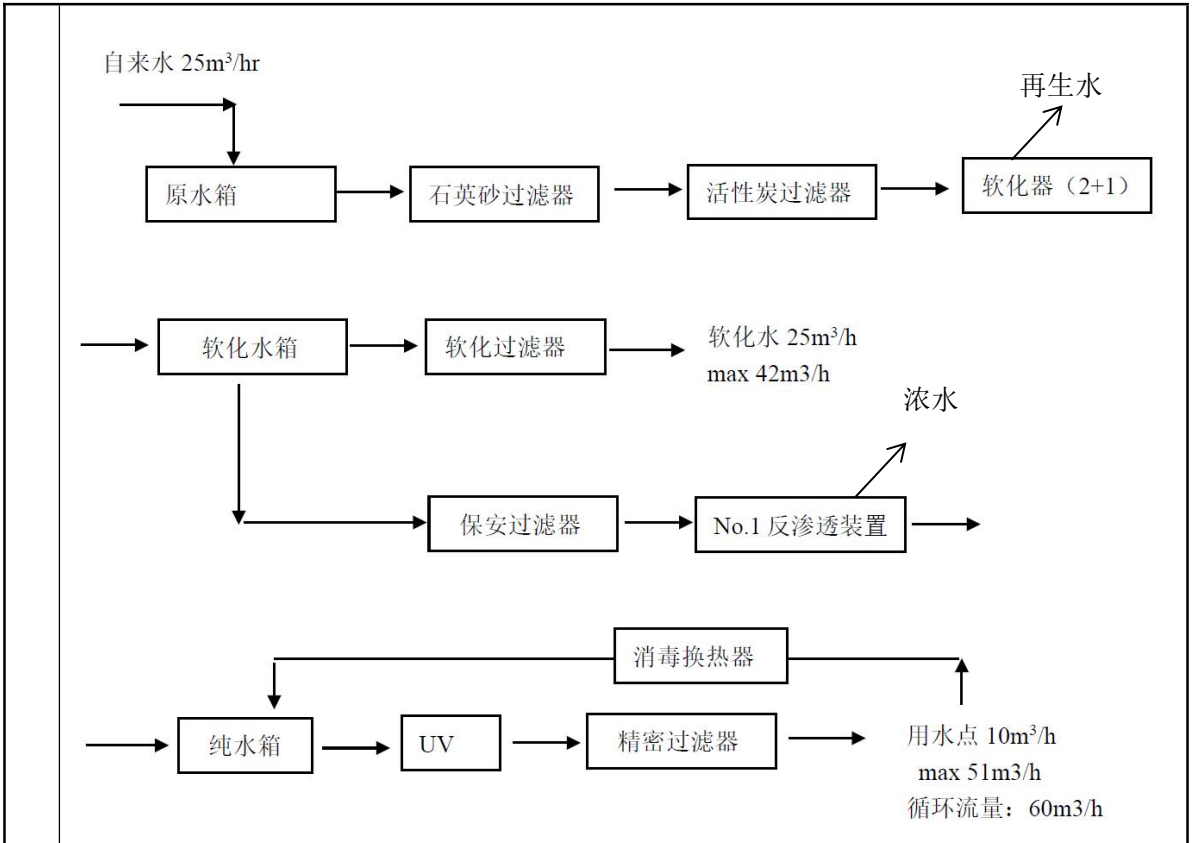 自来水 25m³/hr
再生水
原水箱
石英砂过滤器
活性炭过滤器
软化器（2+1）
软化水箱
软化过滤器
软化水 25m³/h
max 42m3/h
浓水
保安过滤器
No.1 反渗透装置
消毒换热器
纯水箱
UV
精密过滤器
用水点 10m³/h
max 51m3/h
循环流量：60m3/h